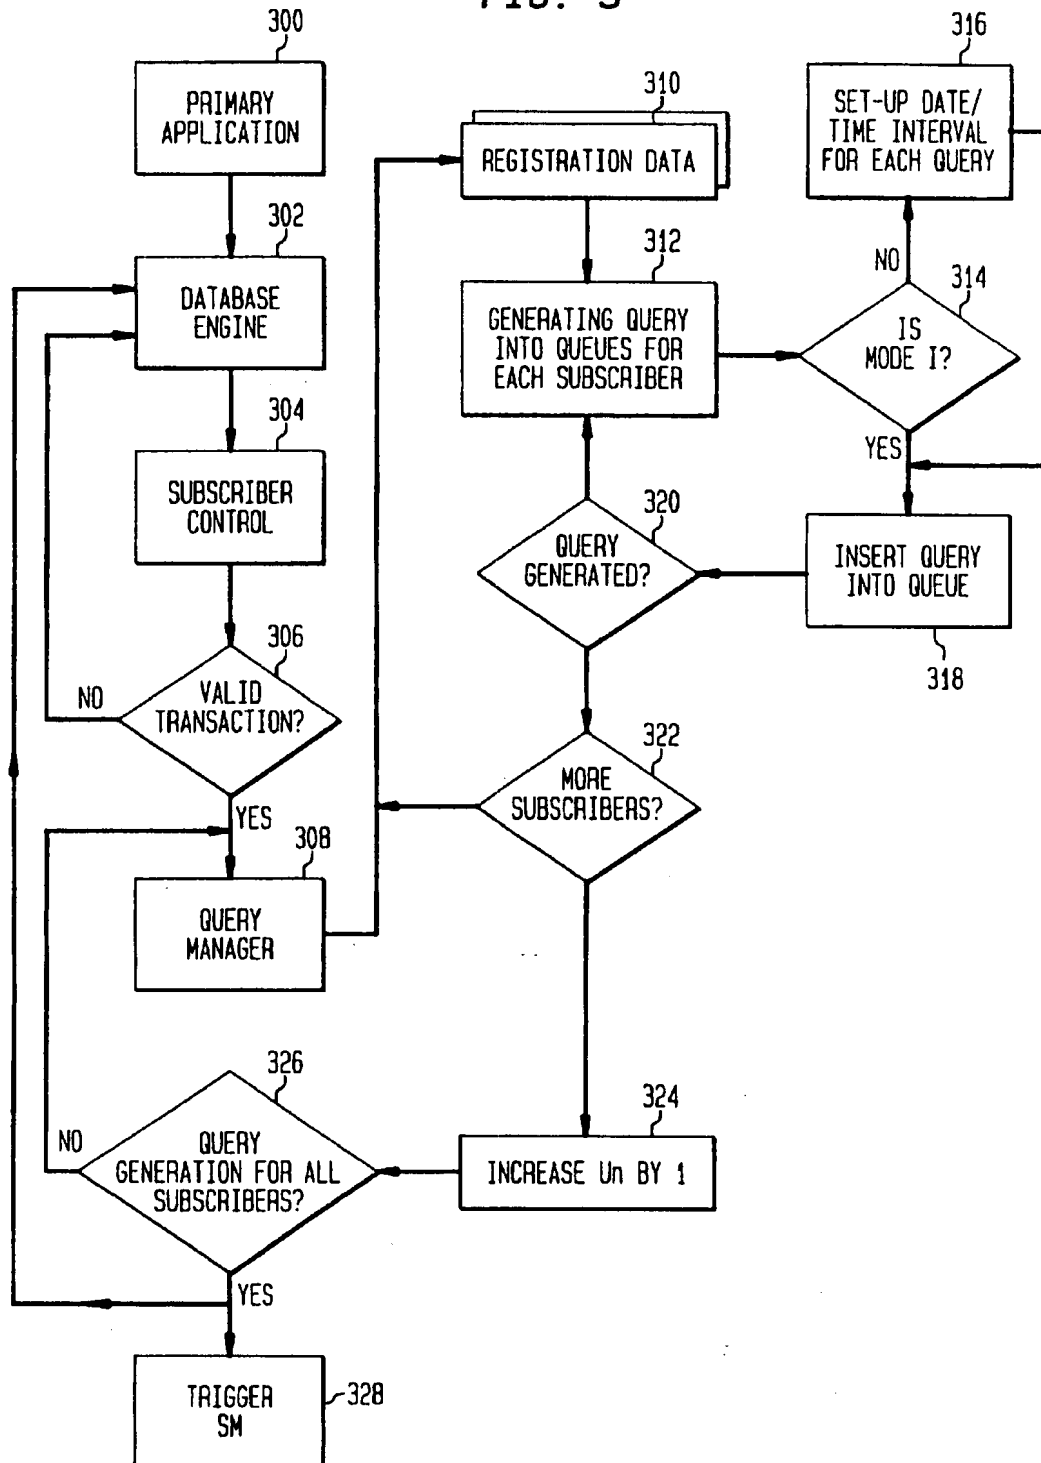 FIG. 3
300
PRIMARY
APPLICATION
302
DATABASE
ENGINE
304
SUBSCRIBER
CONTROL
306
VALID
TRANSACTION?
NO
YES
308
QUERY
MANAGER
310
REGISTRATION DATA
312
GENERATING QUERY
INTO QUEUES FOR
EACH SUBSCRIBER
314
IS
MODE I?
NO
YES
316
SET-UP DATE/
TIME INTERVAL
FOR EACH QUERY
318
INSERT QUERY
INTO QUEUE
320
QUERY
GENERATED?
322
MORE
SUBSCRIBERS?
324
INCREASE Un BY 1
326
QUERY
GENERATION FOR ALL
SUBSCRIBERS?
NO
YES
TRIGGER
SM
328